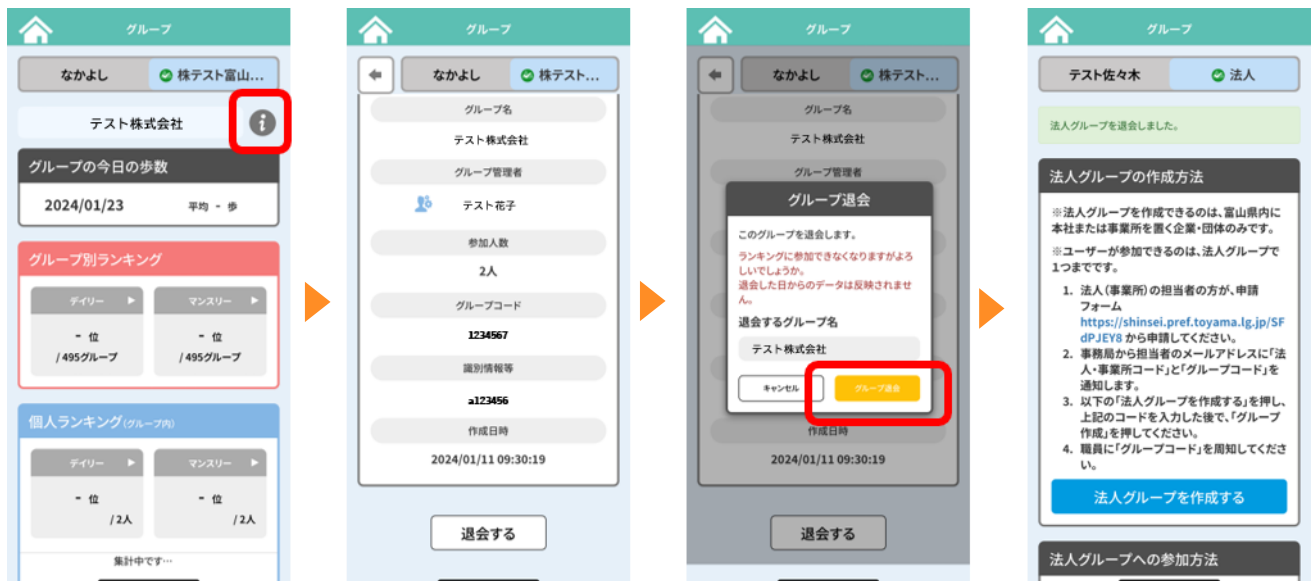 グループ
なかよし
株テスト富山...
テスト株式会社
グループの今日の歩数
2024/01/23
平均 - 歩
グループ別ランキング
デイリー
マンスリー
- 位
- 位
/495グループ
/495グループ
個人ランキング(グループ内)
デイリー
マンスリー
- 位
- 位
/2人
/2人
集計中です…
グループ
なかよし
株テスト...
グループ名
テスト株式会社
グループ管理者
テスト花子
参加人数
2人
グループコード
1234567
識別情報等
a123456
作成日時
2024/01/11 09:30:19
退会する
グループ
なかよし
株テスト...
グループ名
テスト株式会社
グループ管理者
グループ退会
このグループを退会します。
ランキングに参加できなくなりますがよろ
しいでしょうか。
退会した日からのデータは反映されませ
ん。
退会するグループ名
テスト株式会社
キャンセル
グループ退会
作成日時
2024/01/11 09:30:19
退会する
グループ
テスト佐々木
法人
法人グループを退会しました。
法人グループの作成方法
※法人グループを作成できるのは、富山県内に
本社または事業所を置く企業・団体のみです。
※ユーザーが参加できるのは、法人グループで
1つまでです。
1. 法人(事業所)の担当者の方が、申請
フォーム
https://shinsei.pref.toyama.lg.jp/SF
dPJEY8 から申請してください。
2. 事務局から担当者のメールアドレスに「法
人・事業所コード」と「グループコード」を
通知します。
3. 以下の「法人グループを作成する」を押し、
上記のコードを入力した後で、「グループ
作成」を押してください。
4. 職員に「グループコード」を周知してくださ
い。
法人グループを作成する
法人グループへの参加方法